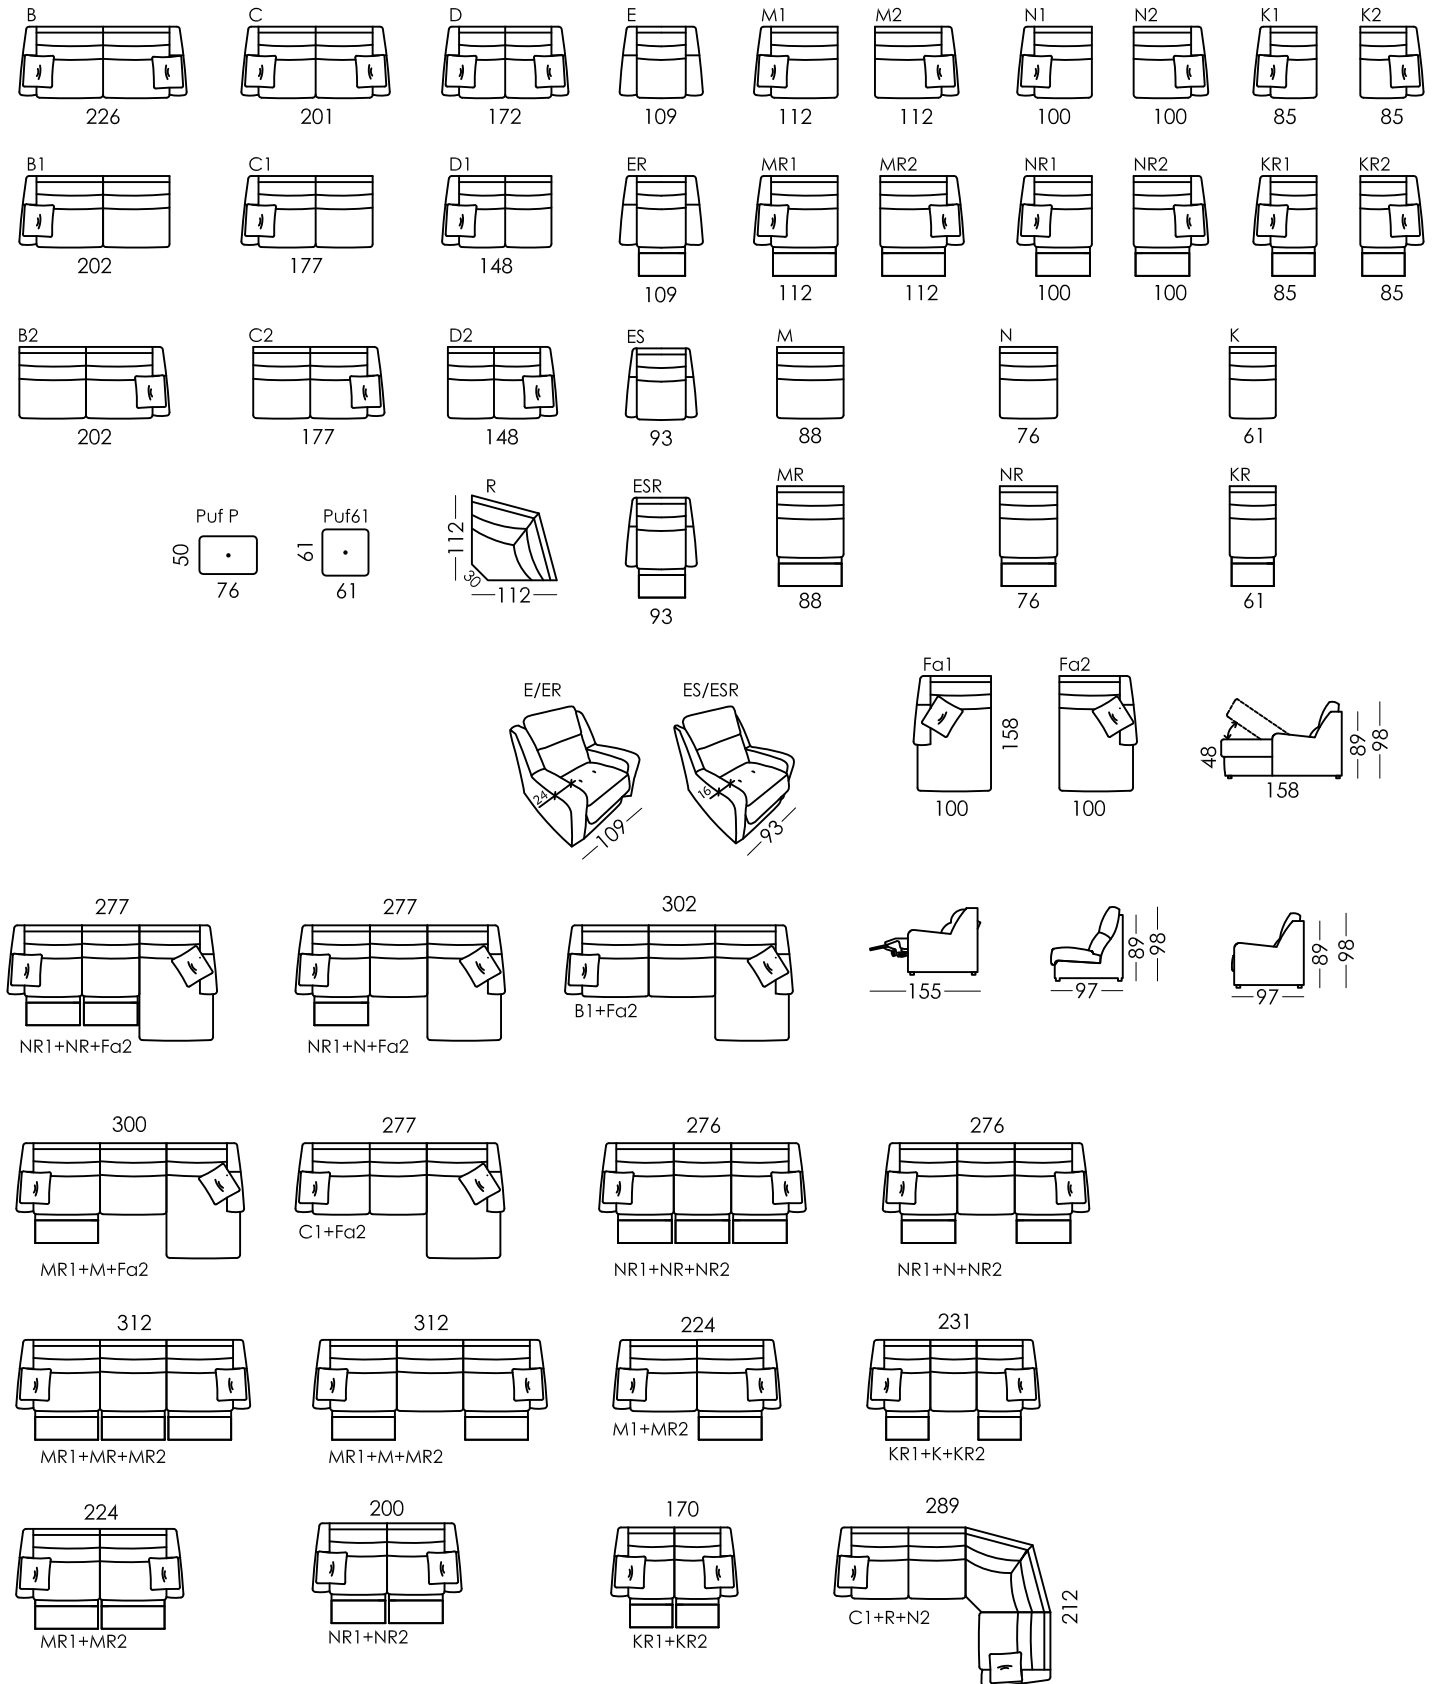 B C D E M1 M2 N1 N2 K1 K2
226 201 172 109 112 112 100 100 85 85
B1 C1 D1 ER MR1 MR2 NR1 NR2 KR1 KR2
202 177 148 109 112 112 100 100 85 85
B2 C2 D2 ES M N K
202 177 148 93 88 76 61
Puf P Puf61 R ESR MR NR KR
50 61 112 30
76 61 112 93 88 76 61
E/ER ES/ESR Fa1 Fa2
24 16 158 48 89 98
109 93 100 100 158
277 277 302
155 97 89 98 97 89 98
NR1+NR+Fa2 NR1+N+Fa2 B1+Fa2
300 277 276 276
MR1+M+Fa2 C1+Fa2 NR1+NR+NR2 NR1+N+NR2
312 312 224 231
MR1+MR+MR2 MR1+M+MR2 M1+MR2 KR1+K+KR2
224 200 170 289
212
MR1+MR2 NR1+NR2 KR1+KR2 C1+R+N2